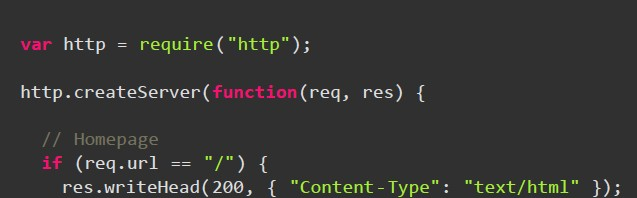 var http = require("http");
http.createServer(function(req, res) {
// Homepage
if (req.url == "/") {
res.writeHead(200, { "Content-Type": "text/html" });